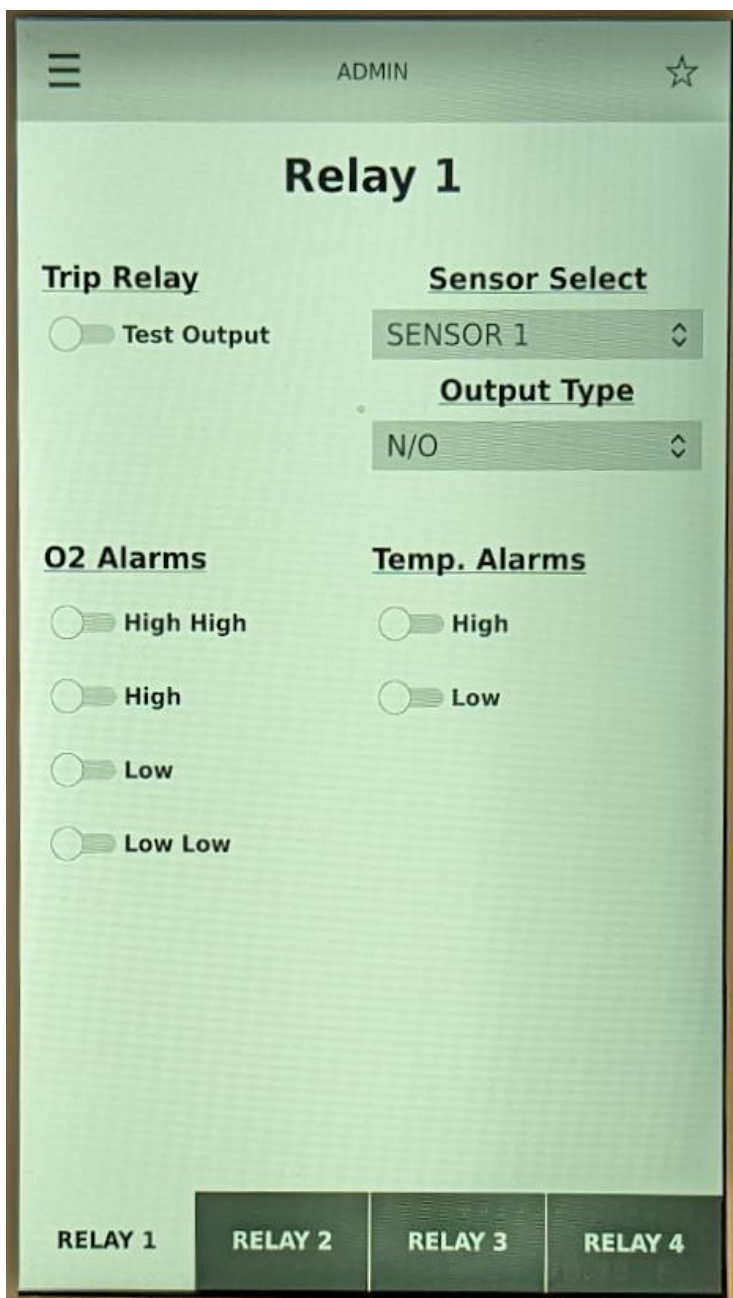 ADMIN
Relay 1
Trip Relay
Test Output
Sensor Select
SENSOR 1
Output Type
N/O
O2 Alarms
High High
High
Low
Low Low
Temp. Alarms
High
Low
RELAY 1
RELAY 2
RELAY 3
RELAY 4